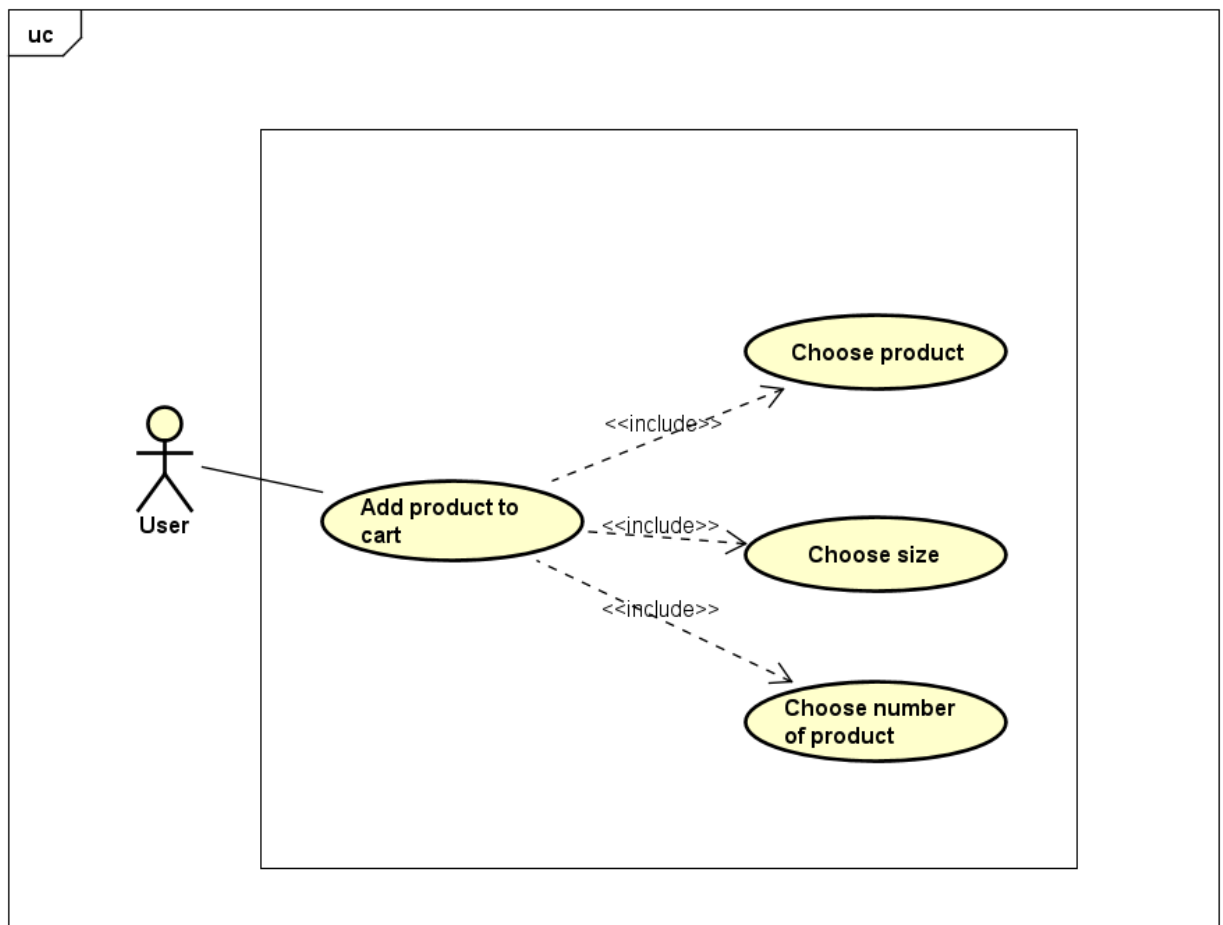 uc
Choose product
<<include>>
User
Add product to
cart
<<include>>
Choose size
<<include>>
Choose number
of product